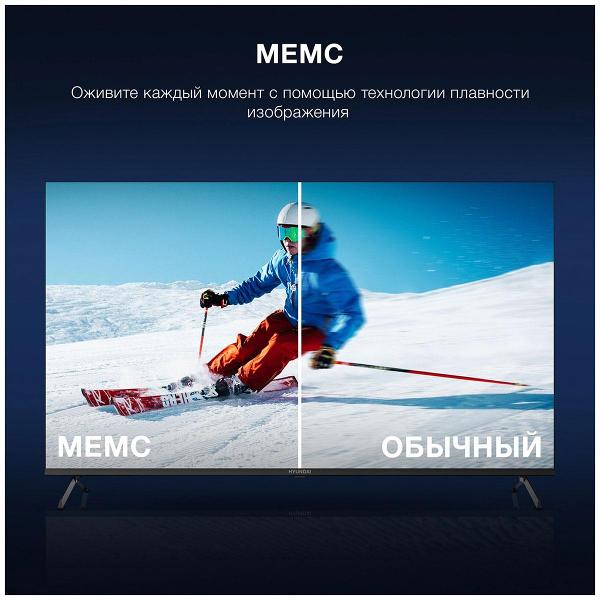 MEMC
Оживите каждый момент с помощью технологии плавности
изображения
MEMC
ОБЫЧНЫЙ
HYUNDAI